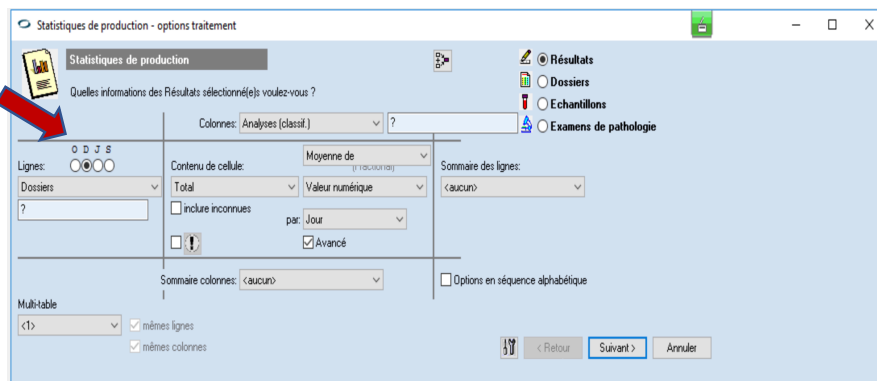 Statistiques de production - options traitement
Statistiques de production
Quelles informations des Résultats sélectionné(e)s voulez-vous ?
Résultats
Dossiers
Echantillons
Examens de pathologie
Colonnes: Analyses (classif.) ?
O D J S
Lignes:
Dossiers
?
Contenu de cellule: Moyenne de
(Fractional)
Total Valeur numérique
inclure inconnues
par: Jour
Avancé
Sommaire des lignes:
<aucun>
Sommaire colonnes: <aucun>
Options en séquence alphabétique
Multi-table
<1> mêmes lignes
mêmes colonnes
< Retour Suivant > Annuler